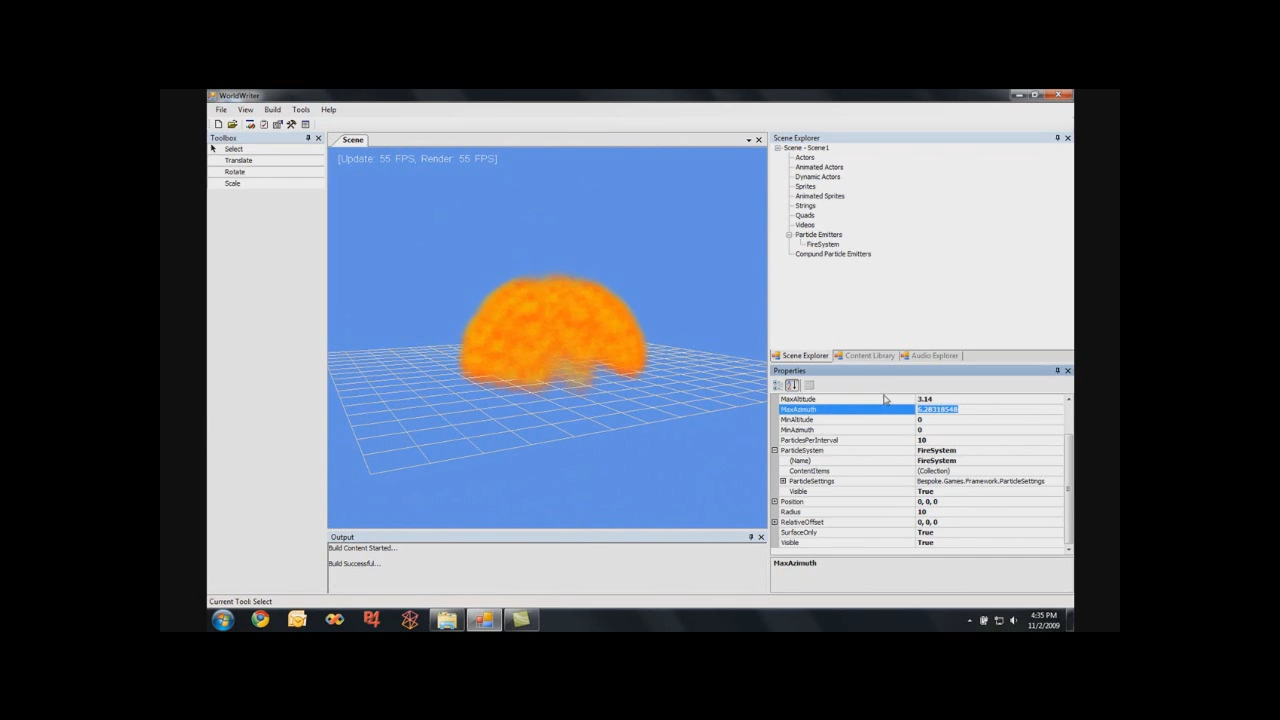 WorldWriter
File View Build Tools Help
Toolbox
Select
Translate
Rotate
Scale
Scene
[Update: 55 FPS, Render: 55 FPS]
Output
Build Content Started...
Build Successful...
Scene Explorer
Scene - Scene1
Actors
Animated Actors
Dynamic Actors
Sprites
Animated Sprites
Strings
Quads
Videos
Particle Emitters
FireSystem
Compund Particle Emitters
Scene Explorer Content Library Audio Explorer
Properties
MaxAltitude 3.14
MaxAzimuth 6.28318548
MinAltitude 0
MinAzimuth 0
ParticlesPerInterval 10
ParticleSystem FireSystem
(Name) FireSystem
ContentItems (Collection)
ParticleSettings Bespoke.Games.Framework.ParticleSettings
Visible True
Position 0, 0, 0
Radius 10
RelativeOffset 0, 0, 0
SurfaceOnly True
Visible True
MaxAzimuth
Current Tool: Select
4:35 PM
11/2/2009